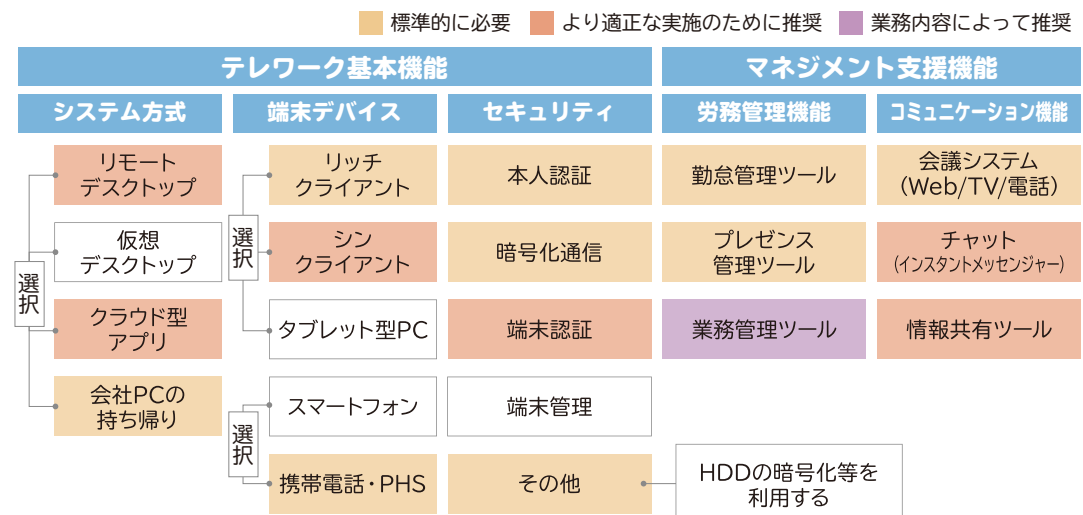 標準的に必要
より適正な実施のために推奨
業務内容によって推奨
テレワーク基本機能
マネジメント支援機能
システム方式
端末デバイス
セキュリティ
労務管理機能
コミュニケーション機能
リモート
デスクトップ
仮想
デスクトップ
クラウド型
アプリ
会社PCの
持ち帰り
選択
リッチ
クライアント
シン
クライアント
タブレット型PC
選択
スマートフォン
携帯電話・PHS
選択
本人認証
暗号化通信
端末認証
端末管理
その他
HDDの暗号化等を
利用する
勤怠管理ツール
プレゼンス
管理ツール
業務管理ツール
会議システム
(Web/TV/電話)
チャット
(インスタントメッセンジャー)
情報共有ツール